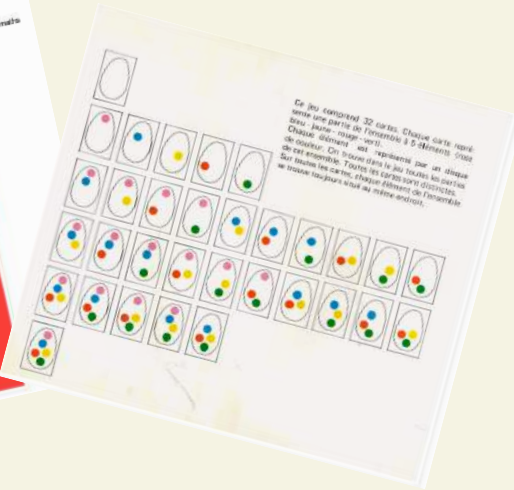 maths
Ce jeu comprend 32 cartes. Chaque carte repré-
sente une partie de l'ensemble à 5 éléments (rose
bleu - jaune - rouge - vert).
Chaque élément est représenté par un disque
de couleur. On trouve dans le jeu toutes les parties
de cet ensemble. Toutes les cartes sont distinctes.
Sur toutes les cartes, chaque élément de l'ensemble
se trouve toujours situé au même endroit.